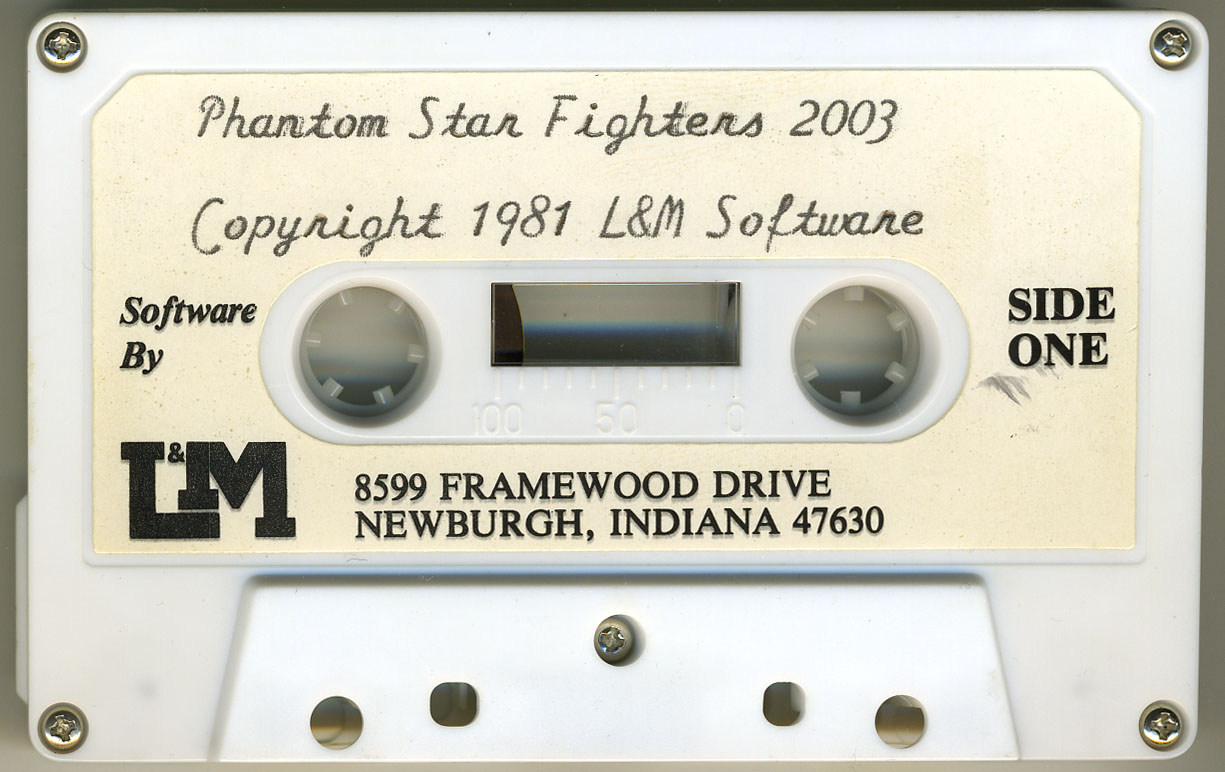 Phantom Star Fighters 2003
Copyright 1981 L&M Software
Software
By
SIDE
ONE
100 50 0
L&M
8599 FRAMEWOOD DRIVE
NEWBURGH, INDIANA 47630